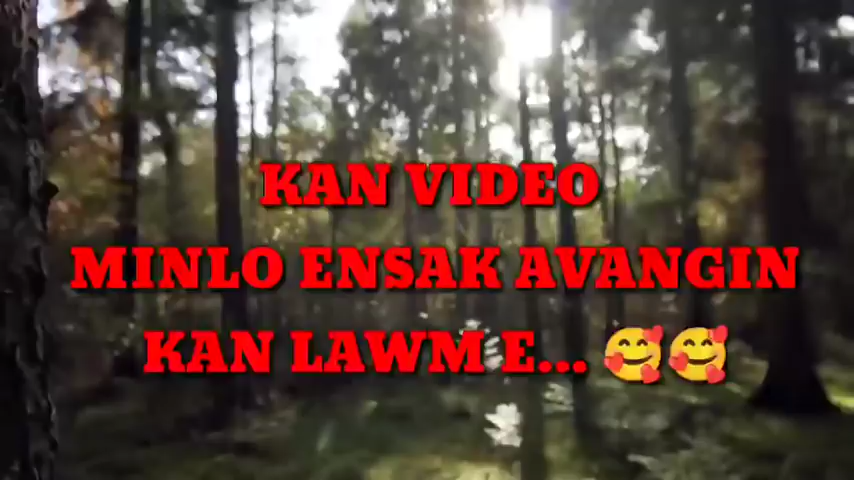 KAN VIDEO
MINLO ENSAK AVANGIN
KAN LAWM E... 🥰🥰